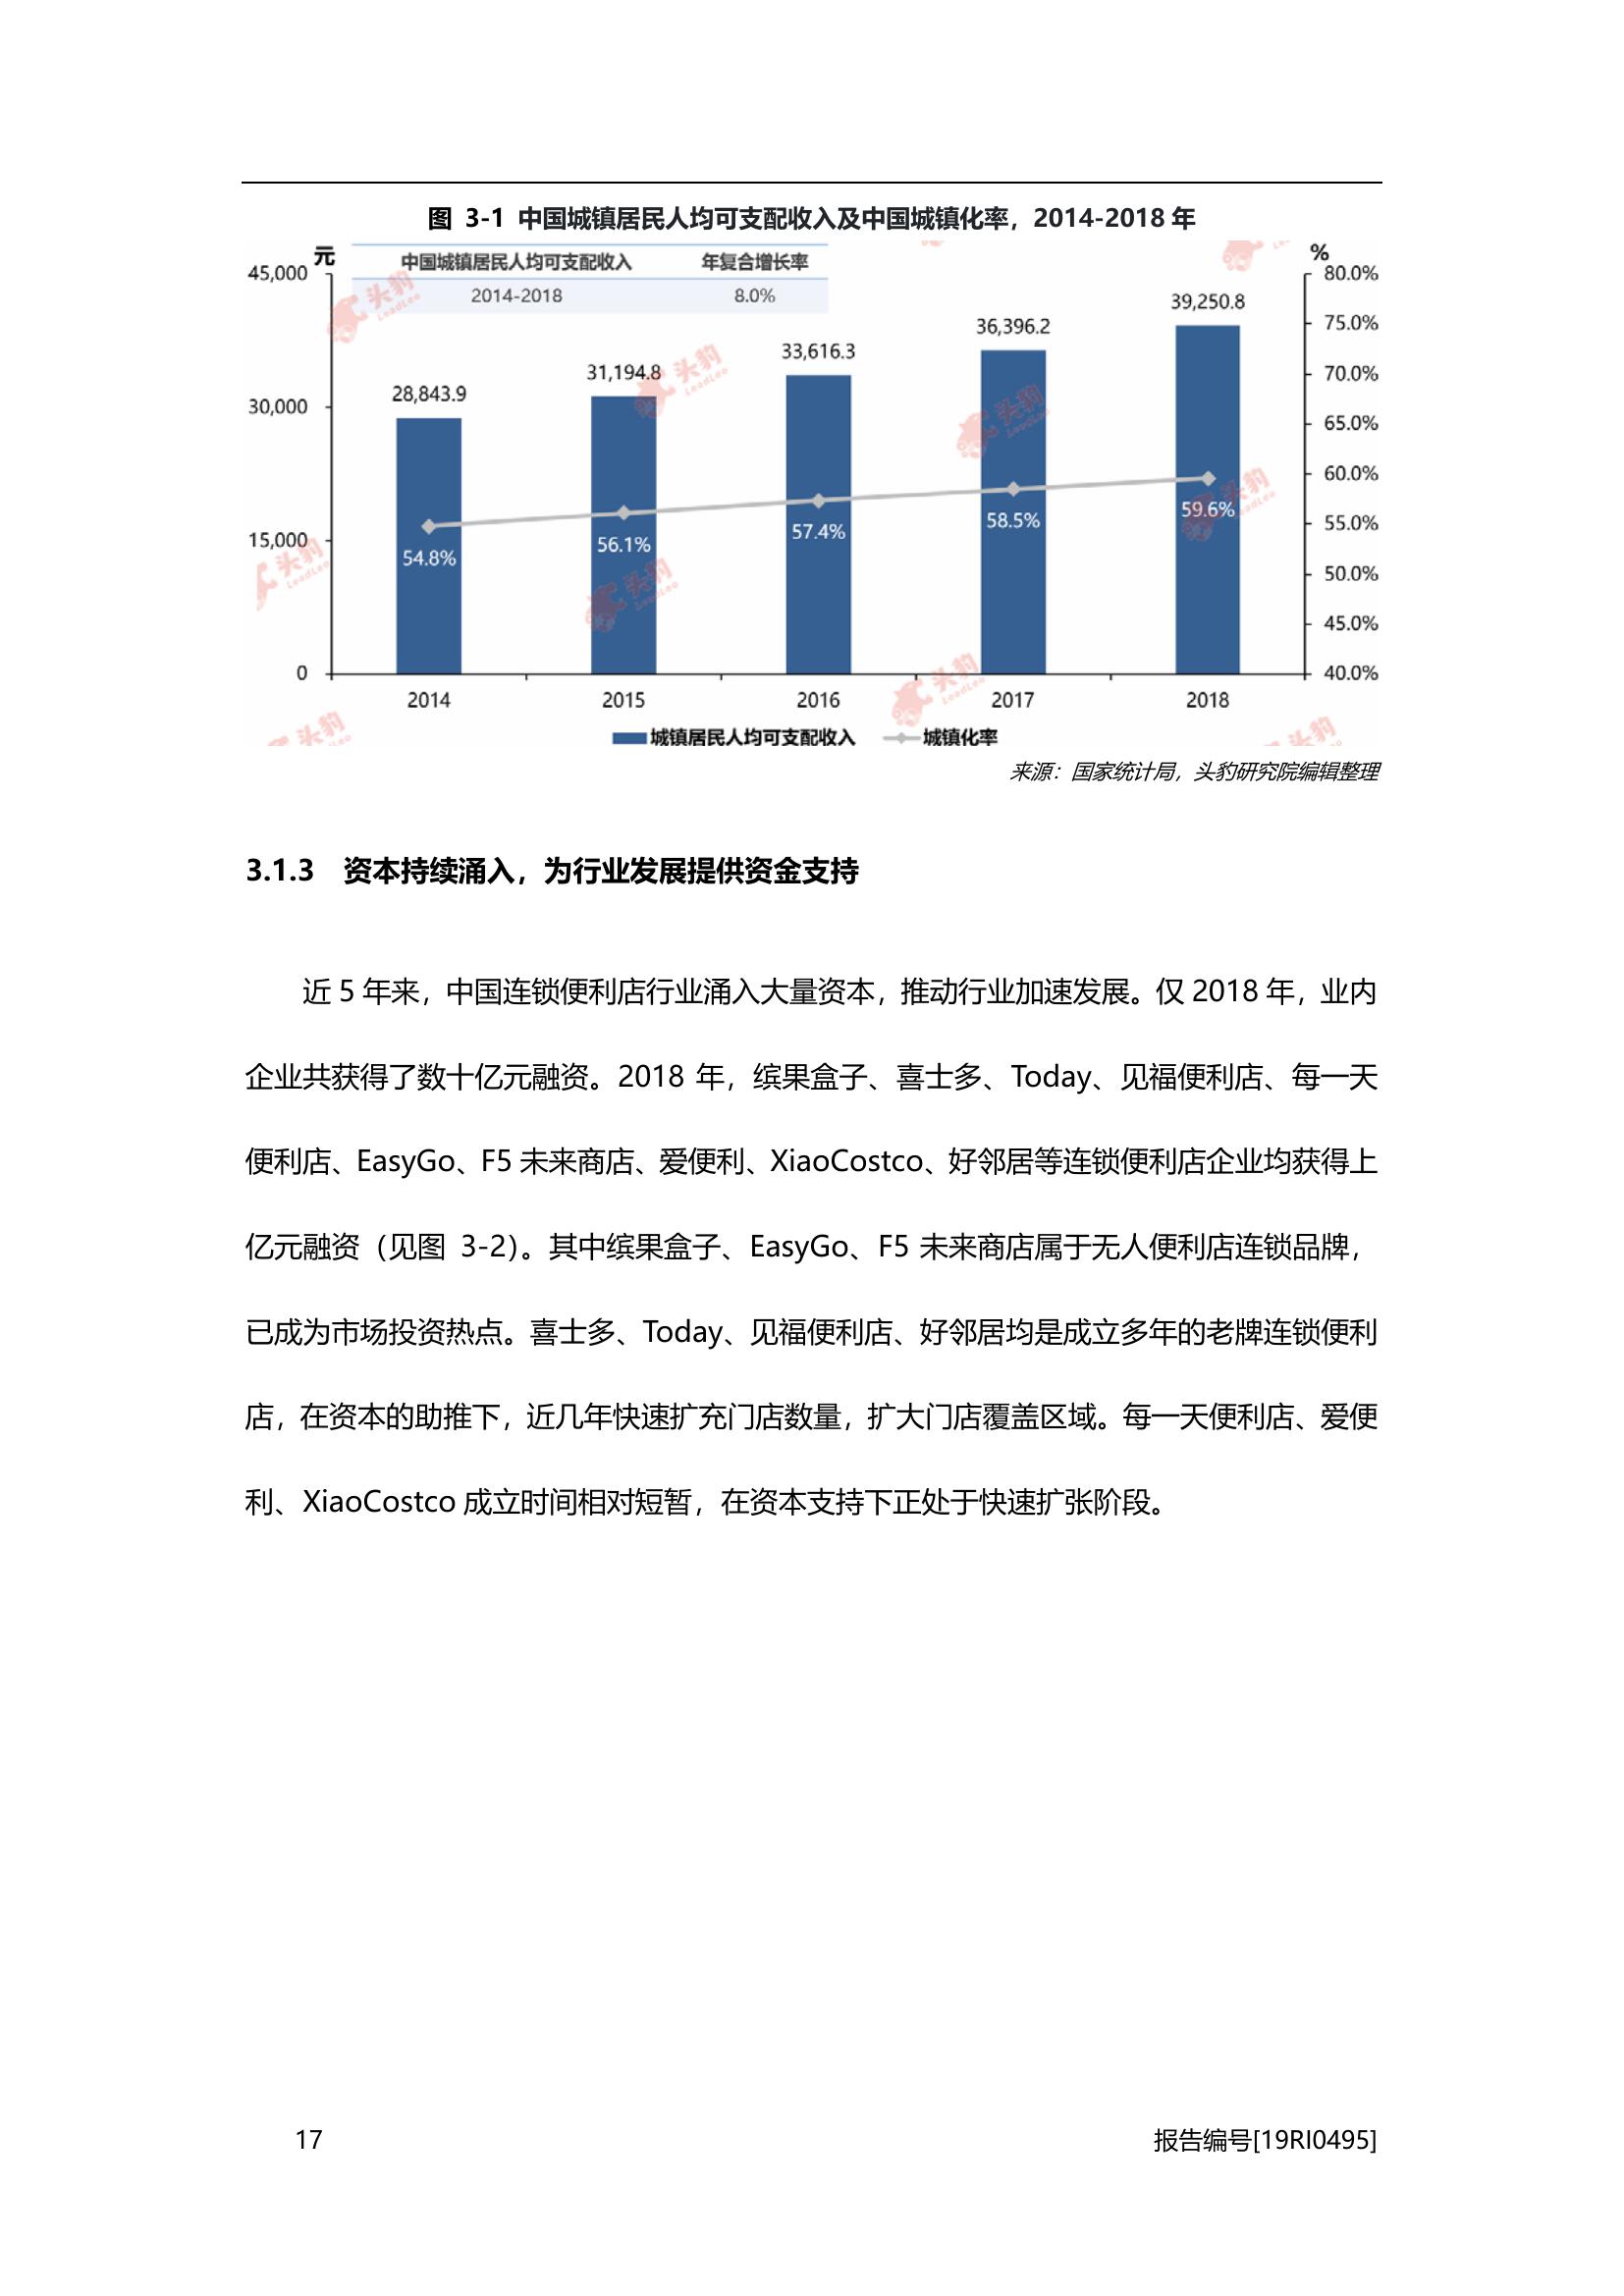 图 3-1 中国城镇居民人均可支配收入及中国城镇化率，2014-2018 年
元
%
中国城镇居民人均可支配收入 年复合增长率
2014-2018 8.0%
45,000
30,000
15,000
0
80.0%
75.0%
70.0%
65.0%
60.0%
55.0%
50.0%
45.0%
40.0%
28,843.9
31,194.8
33,616.3
36,396.2
39,250.8
54.8%
56.1%
57.4%
58.5%
59.6%
2014 2015 2016 2017 2018
城镇居民人均可支配收入 城镇化率
头豹
LeadLeo
来源：国家统计局，头豹研究院编辑整理
3.1.3 资本持续涌入，为行业发展提供资金支持
近 5 年来，中国连锁便利店行业涌入大量资本，推动行业加速发展。仅 2018 年，业内
企业共获得了数十亿元融资。2018 年，缤果盒子、喜士多、Today、见福便利店、每一天
便利店、EasyGo、F5 未来商店、爱便利、XiaoCostco、好邻居等连锁便利店企业均获得上
亿元融资（见图 3-2）。其中缤果盒子、EasyGo、F5 未来商店属于无人便利店连锁品牌，
已成为市场投资热点。喜士多、Today、见福便利店、好邻居均是成立多年的老牌连锁便利
店，在资本的助推下，近几年快速扩充门店数量，扩大门店覆盖区域。每一天便利店、爱便
利、XiaoCostco 成立时间相对短暂，在资本支持下正处于快速扩张阶段。
17
报告编号[19RI0495]